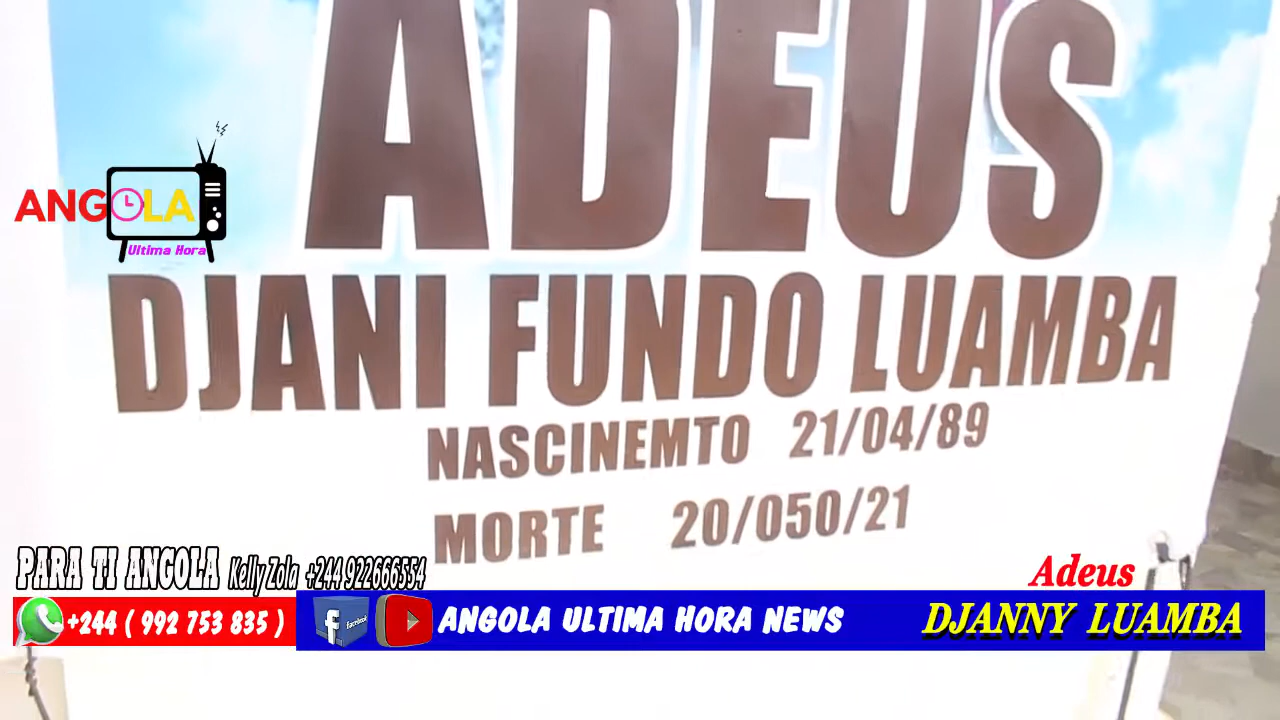 ADEUS
ANGOLA
Ultima Hora
DJANI FUNDO LUAMBA
NASCINEMTO 21/04/89
MORTE 20/050/21
PARA TI ANGOLA Kelly Zola +244 922666554
Adeus
+244 ( 992 753 835 )
facebook
ANGOLA ULTIMA HORA NEWS
DJANNY LUAMBA